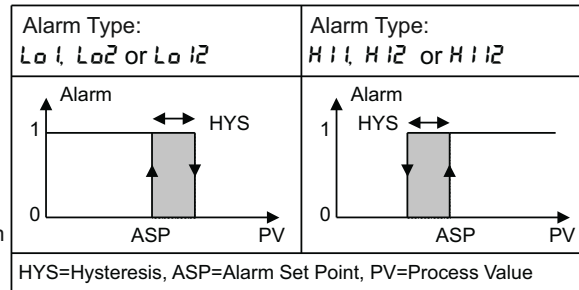 Alarm Type:
Lo1, Lo2 or Lo12
Alarm Type:
HI1, HI2 or HI12
Alarm
HYS
1
0
ASP
PV
Alarm
HYS
1
0
ASP
PV
HYS=Hysteresis, ASP=Alarm Set Point, PV=Process Value